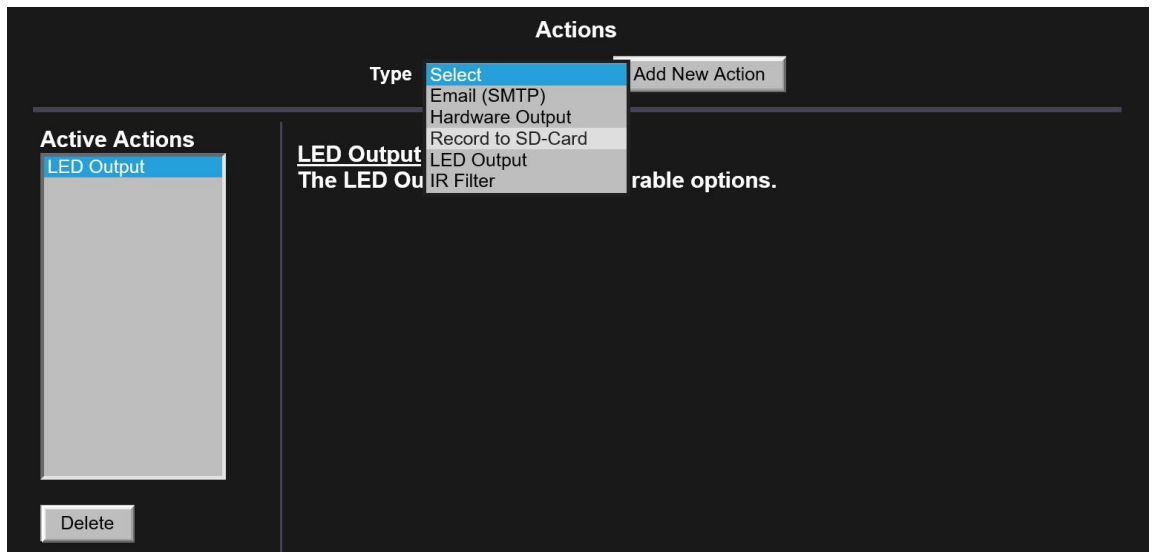 Actions
Type Select Add New Action
Email (SMTP)
Hardware Output
Record to SD-Card
LED Output
IR Filter
Active Actions
LED Output
LED Output
The LED Ou rable options.
Delete